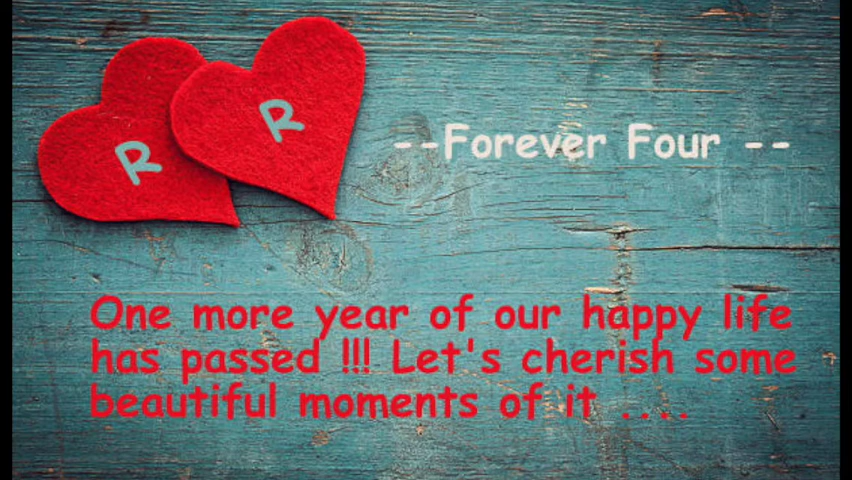 R
R
--Forever Four --
One more year of our happy life
has passed !!! Let's cherish some
beautiful moments of it ....